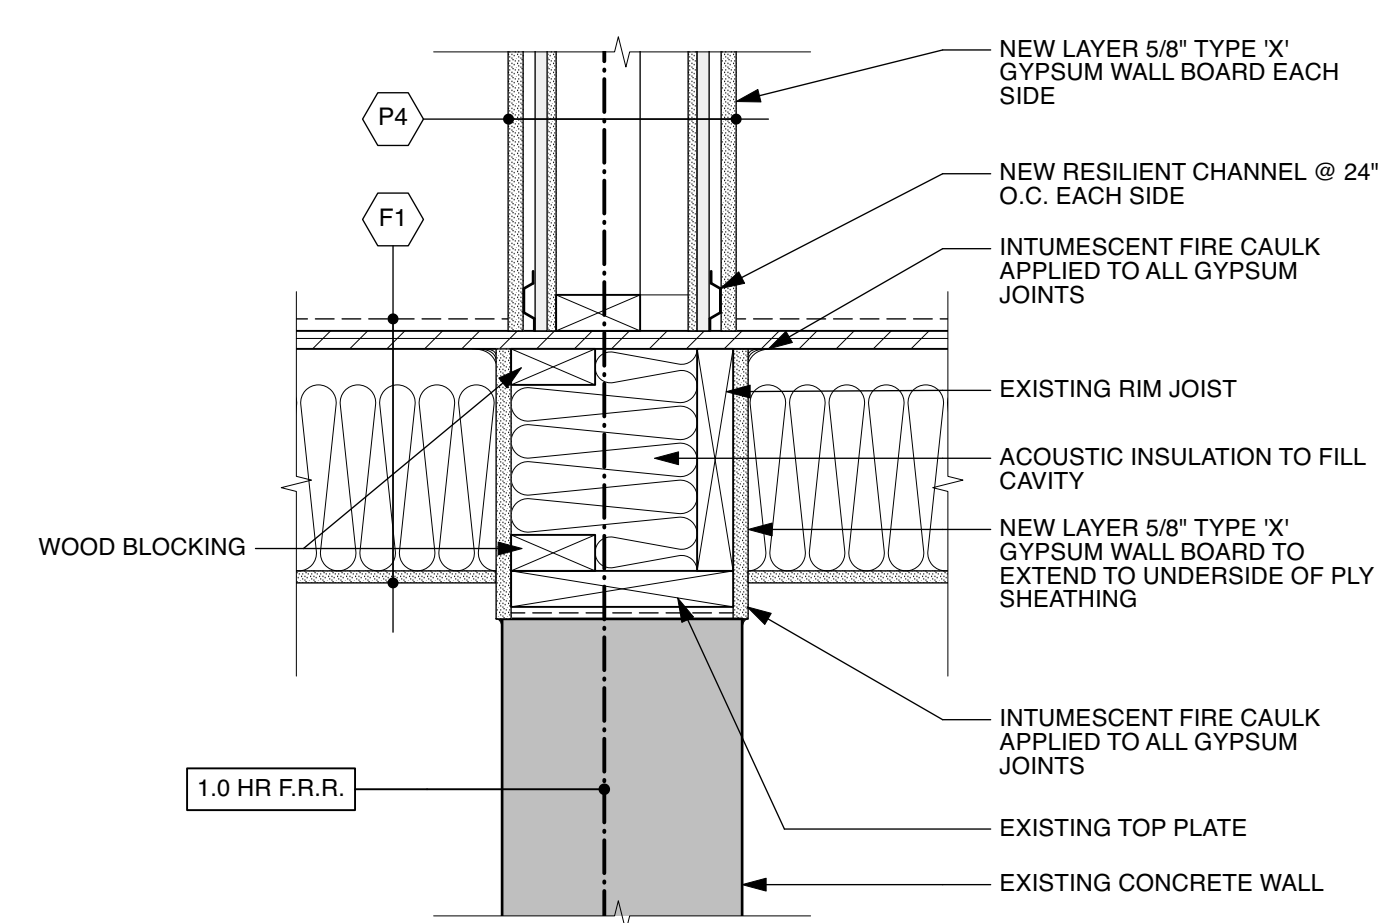 NEW LAYER 5/8" TYPE 'X'
GYPSUM WALL BOARD EACH
SIDE
P4
NEW RESILIENT CHANNEL @ 24"
O.C. EACH SIDE
F1
INTUMESCENT FIRE CAULK
APPLIED TO ALL GYPSUM
JOINTS
EXISTING RIM JOIST
ACOUSTIC INSULATION TO FILL
CAVITY
NEW LAYER 5/8" TYPE 'X'
GYPSUM WALL BOARD TO
EXTEND TO UNDERSIDE OF PLY
SHEATHING
WOOD BLOCKING
INTUMESCENT FIRE CAULK
APPLIED TO ALL GYPSUM
JOINTS
1.0 HR F.R.R.
EXISTING TOP PLATE
EXISTING CONCRETE WALL